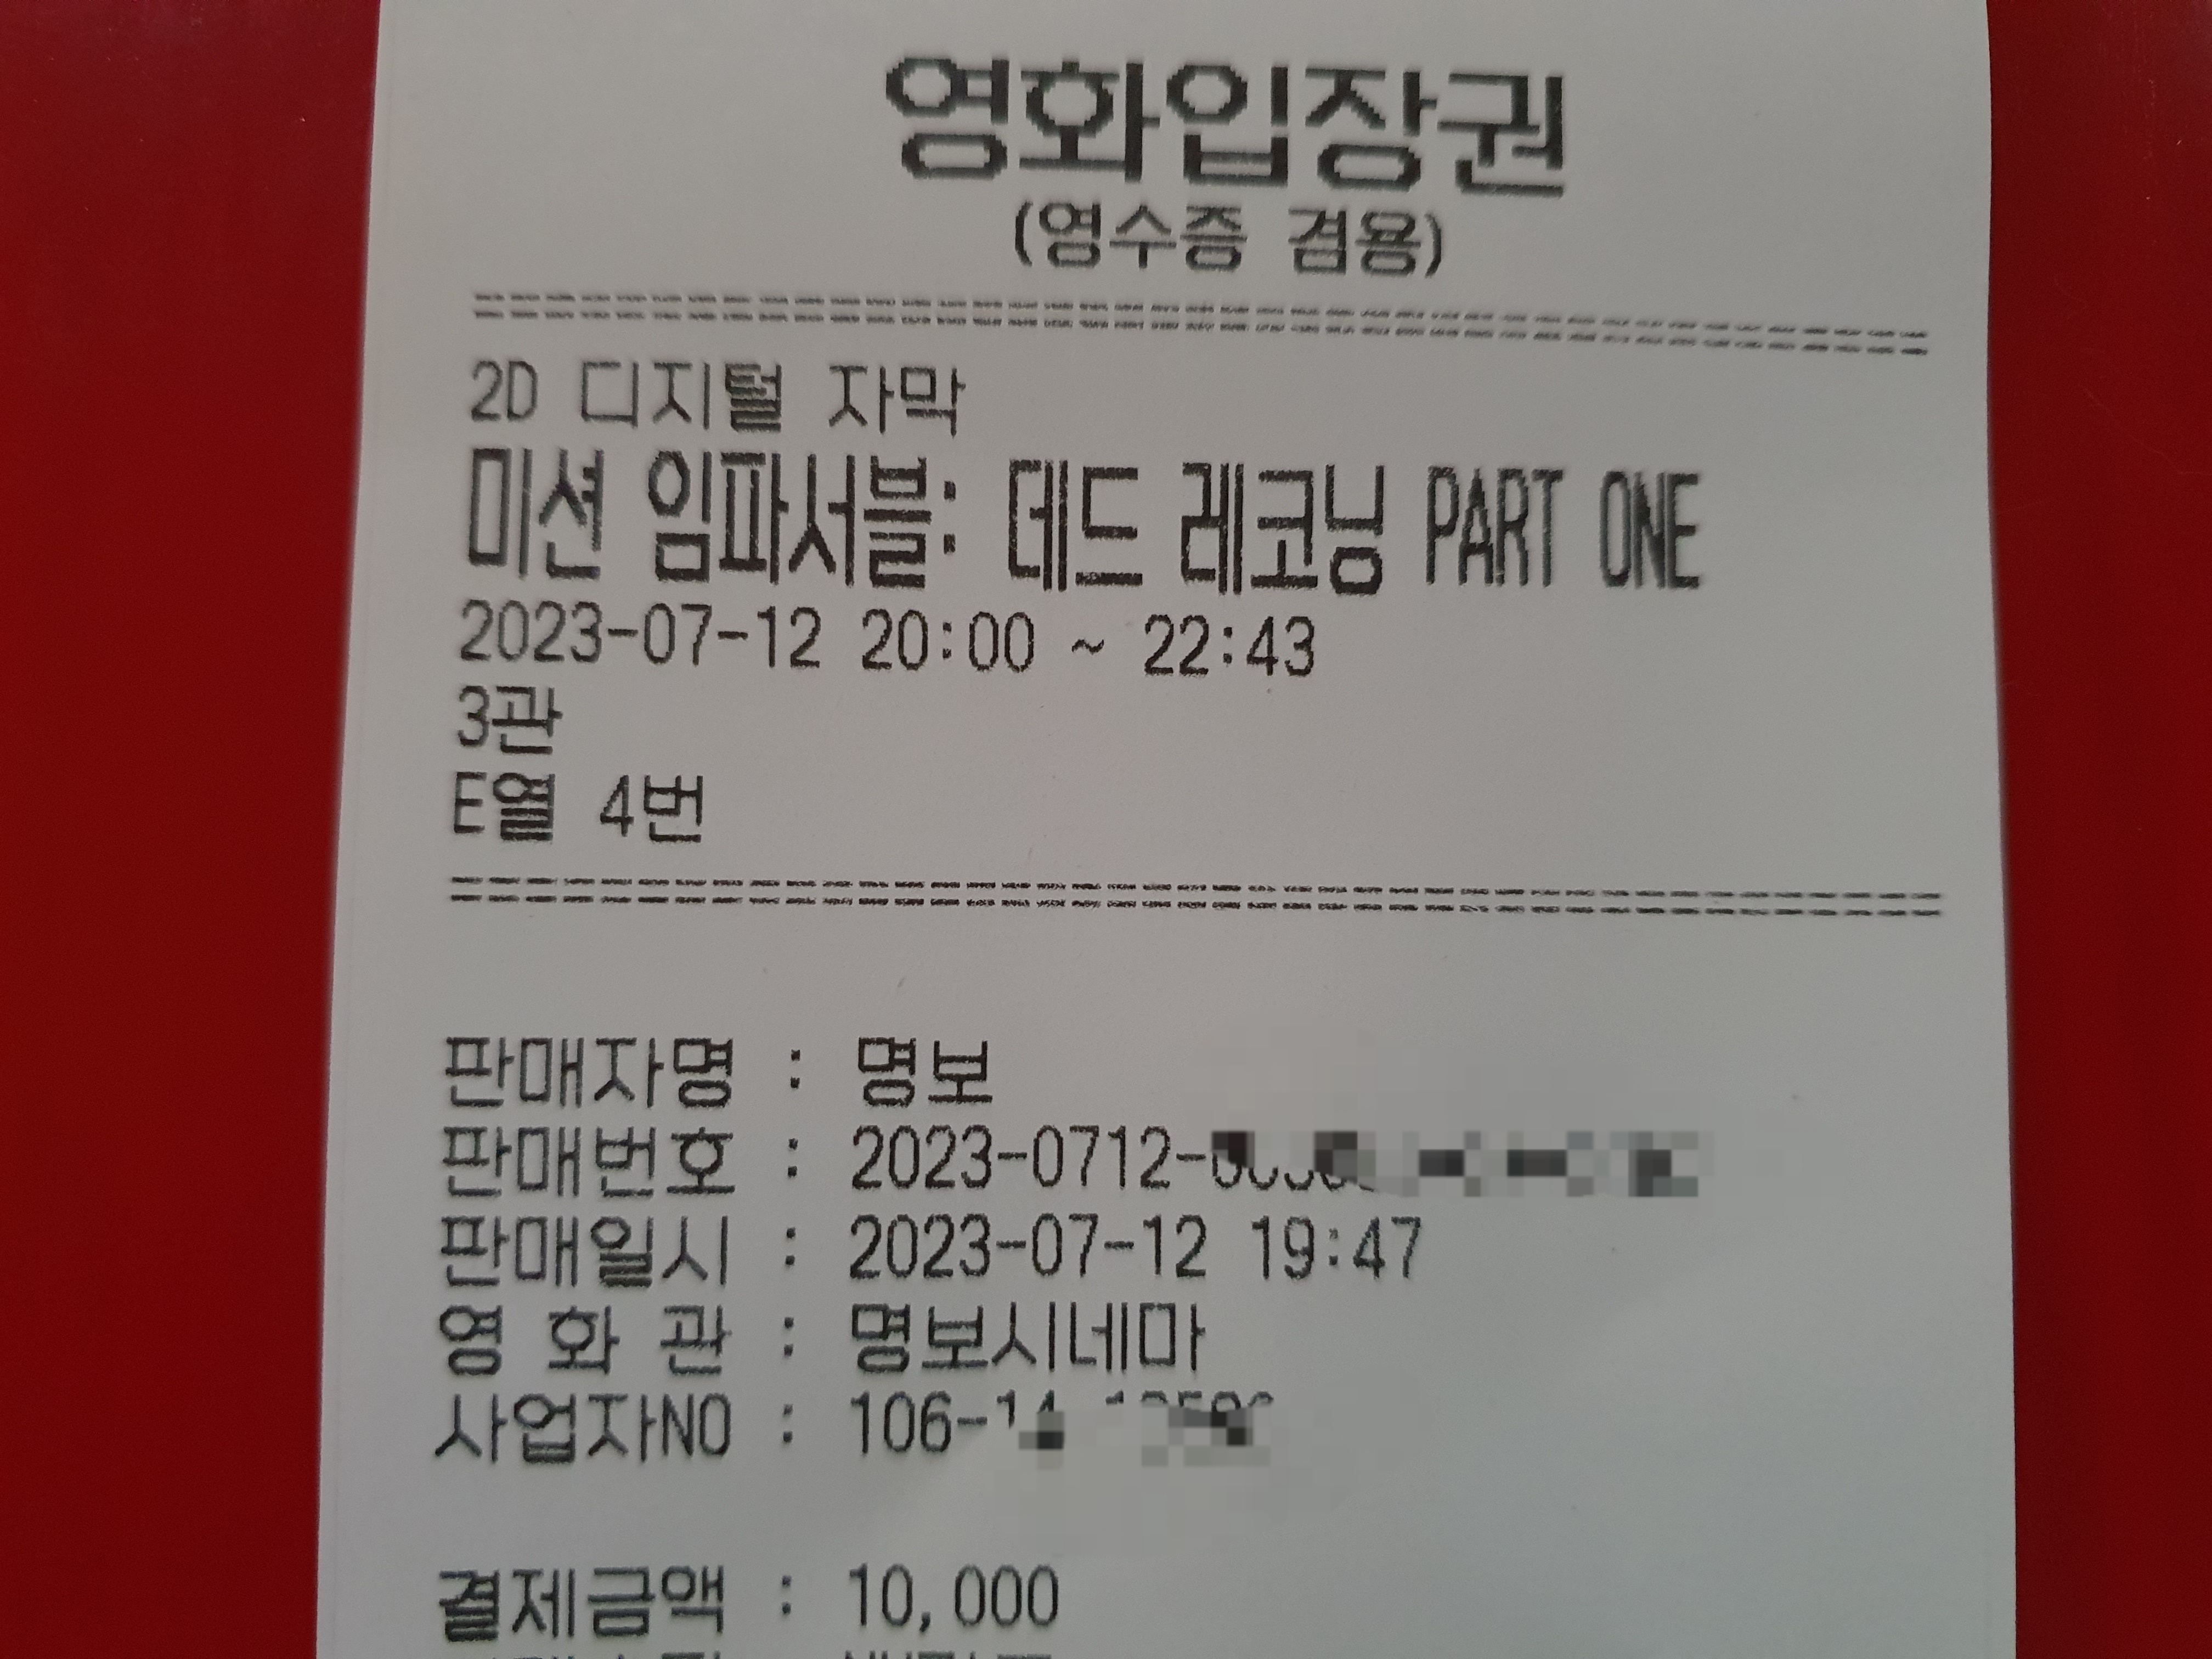 영화입장권
(영수증 겸용)
2D 디지털 자막
미션 임파서블: 데드 레코닝 PART ONE
2023-07-12 20:00 ~ 22:43
3관
E열 4번
판매자명 : 명보
판매번호 : 2023-0712-
판매일시 : 2023-07-12 19:47
영 화 관 : 명보시네마
사업자NO : 106-
결제금액 : 10,000